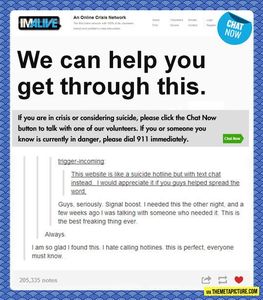 IMALIVE
An Online Crisis Network
CHAT
NOW
We can help you
get through this.
If you are in crisis or considering suicide, please click the Chat Now
button to talk with one of our volunteers. If you or someone you
know is currently in danger, please dial 911 immediately.
Chat Now
trigger-incoming:
This website is like a suicide hotline but with text chat
instead. I would appreciate it if you guys helped spread the
word.
Guys, seriously. Signal boost. I needed this the other night, and a
few weeks ago I was talking with someone who needed it. This is
the best freaking thing ever.
Always.
I am so glad I found this. I hate calling hotlines. this is perfect, everyone
must know.
205,335 notes
VIA THEMETAPICTURE.COM